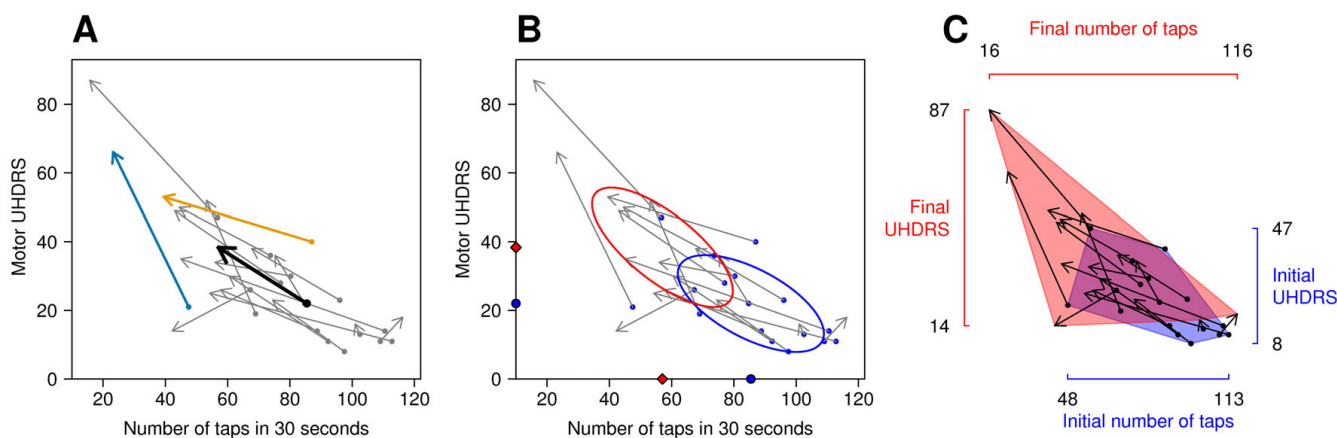 A
Motor UHDRS
80
60
40
20
0
20
40
60
80
100
120
Number of taps in 30 seconds
B
Motor UHDRS
80
60
40
20
0
20
40
60
80
100
120
Number of taps in 30 seconds
C
Final number of taps
16
116
87
Final
UHDRS
14
47
Initial
UHDRS
8
48
113
Initial number of taps